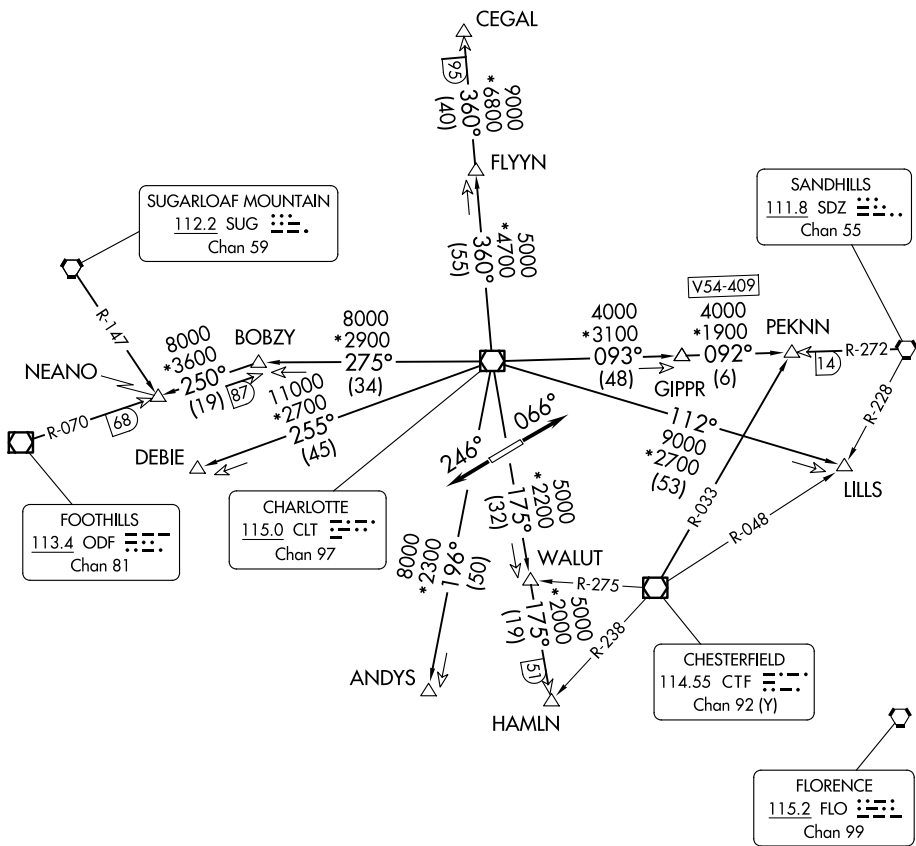 CEGAL
95
9000
*6800
360°
(40)
FLYYN
SUGARLOAF MOUNTAIN
112.2 SUG
Chan 59
SANDHILLS
111.8 SDZ
Chan 55
5000
*4700
360°
(55)
R-147
8000
*3600
250°
(19)
NEANO
BOBZY
87
8000
*2900
275°
(34)
4000
*3100
093°
(48)
GIPPR
V54-409
4000
*1900
092°
(6)
PEKNN
14
R-272
R-228
R-070
68
DEBIE
11000
*2700
255°
(45)
246°
066°
112°
9000
*2700
(53)
LILLS
FOOTHILLS
113.4 ODF
Chan 81
CHARLOTTE
115.0 CLT
Chan 97
5000
*2200
175°
(32)
R-033
R-048
8000
*2300
196°
(50)
WALUT
R-275
5000
*2000
175°
(19)
R-238
51
ANDYS
HAMLN
CHESTERFIELD
114.55 CTF
Chan 92 (Y)
FLORENCE
115.2 FLO
Chan 99